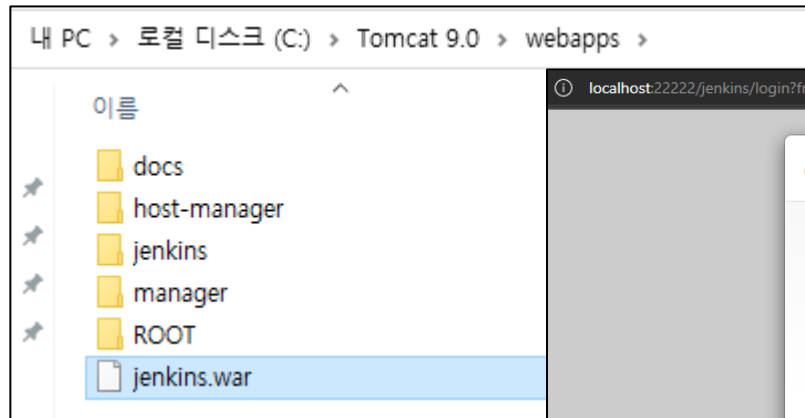 내 PC > 로컬 디스크 (C:) > Tomcat 9.0 > webapps >
이름
localhost:22222/jenkins/login?fr
docs
host-manager
jenkins
manager
ROOT
jenkins.war